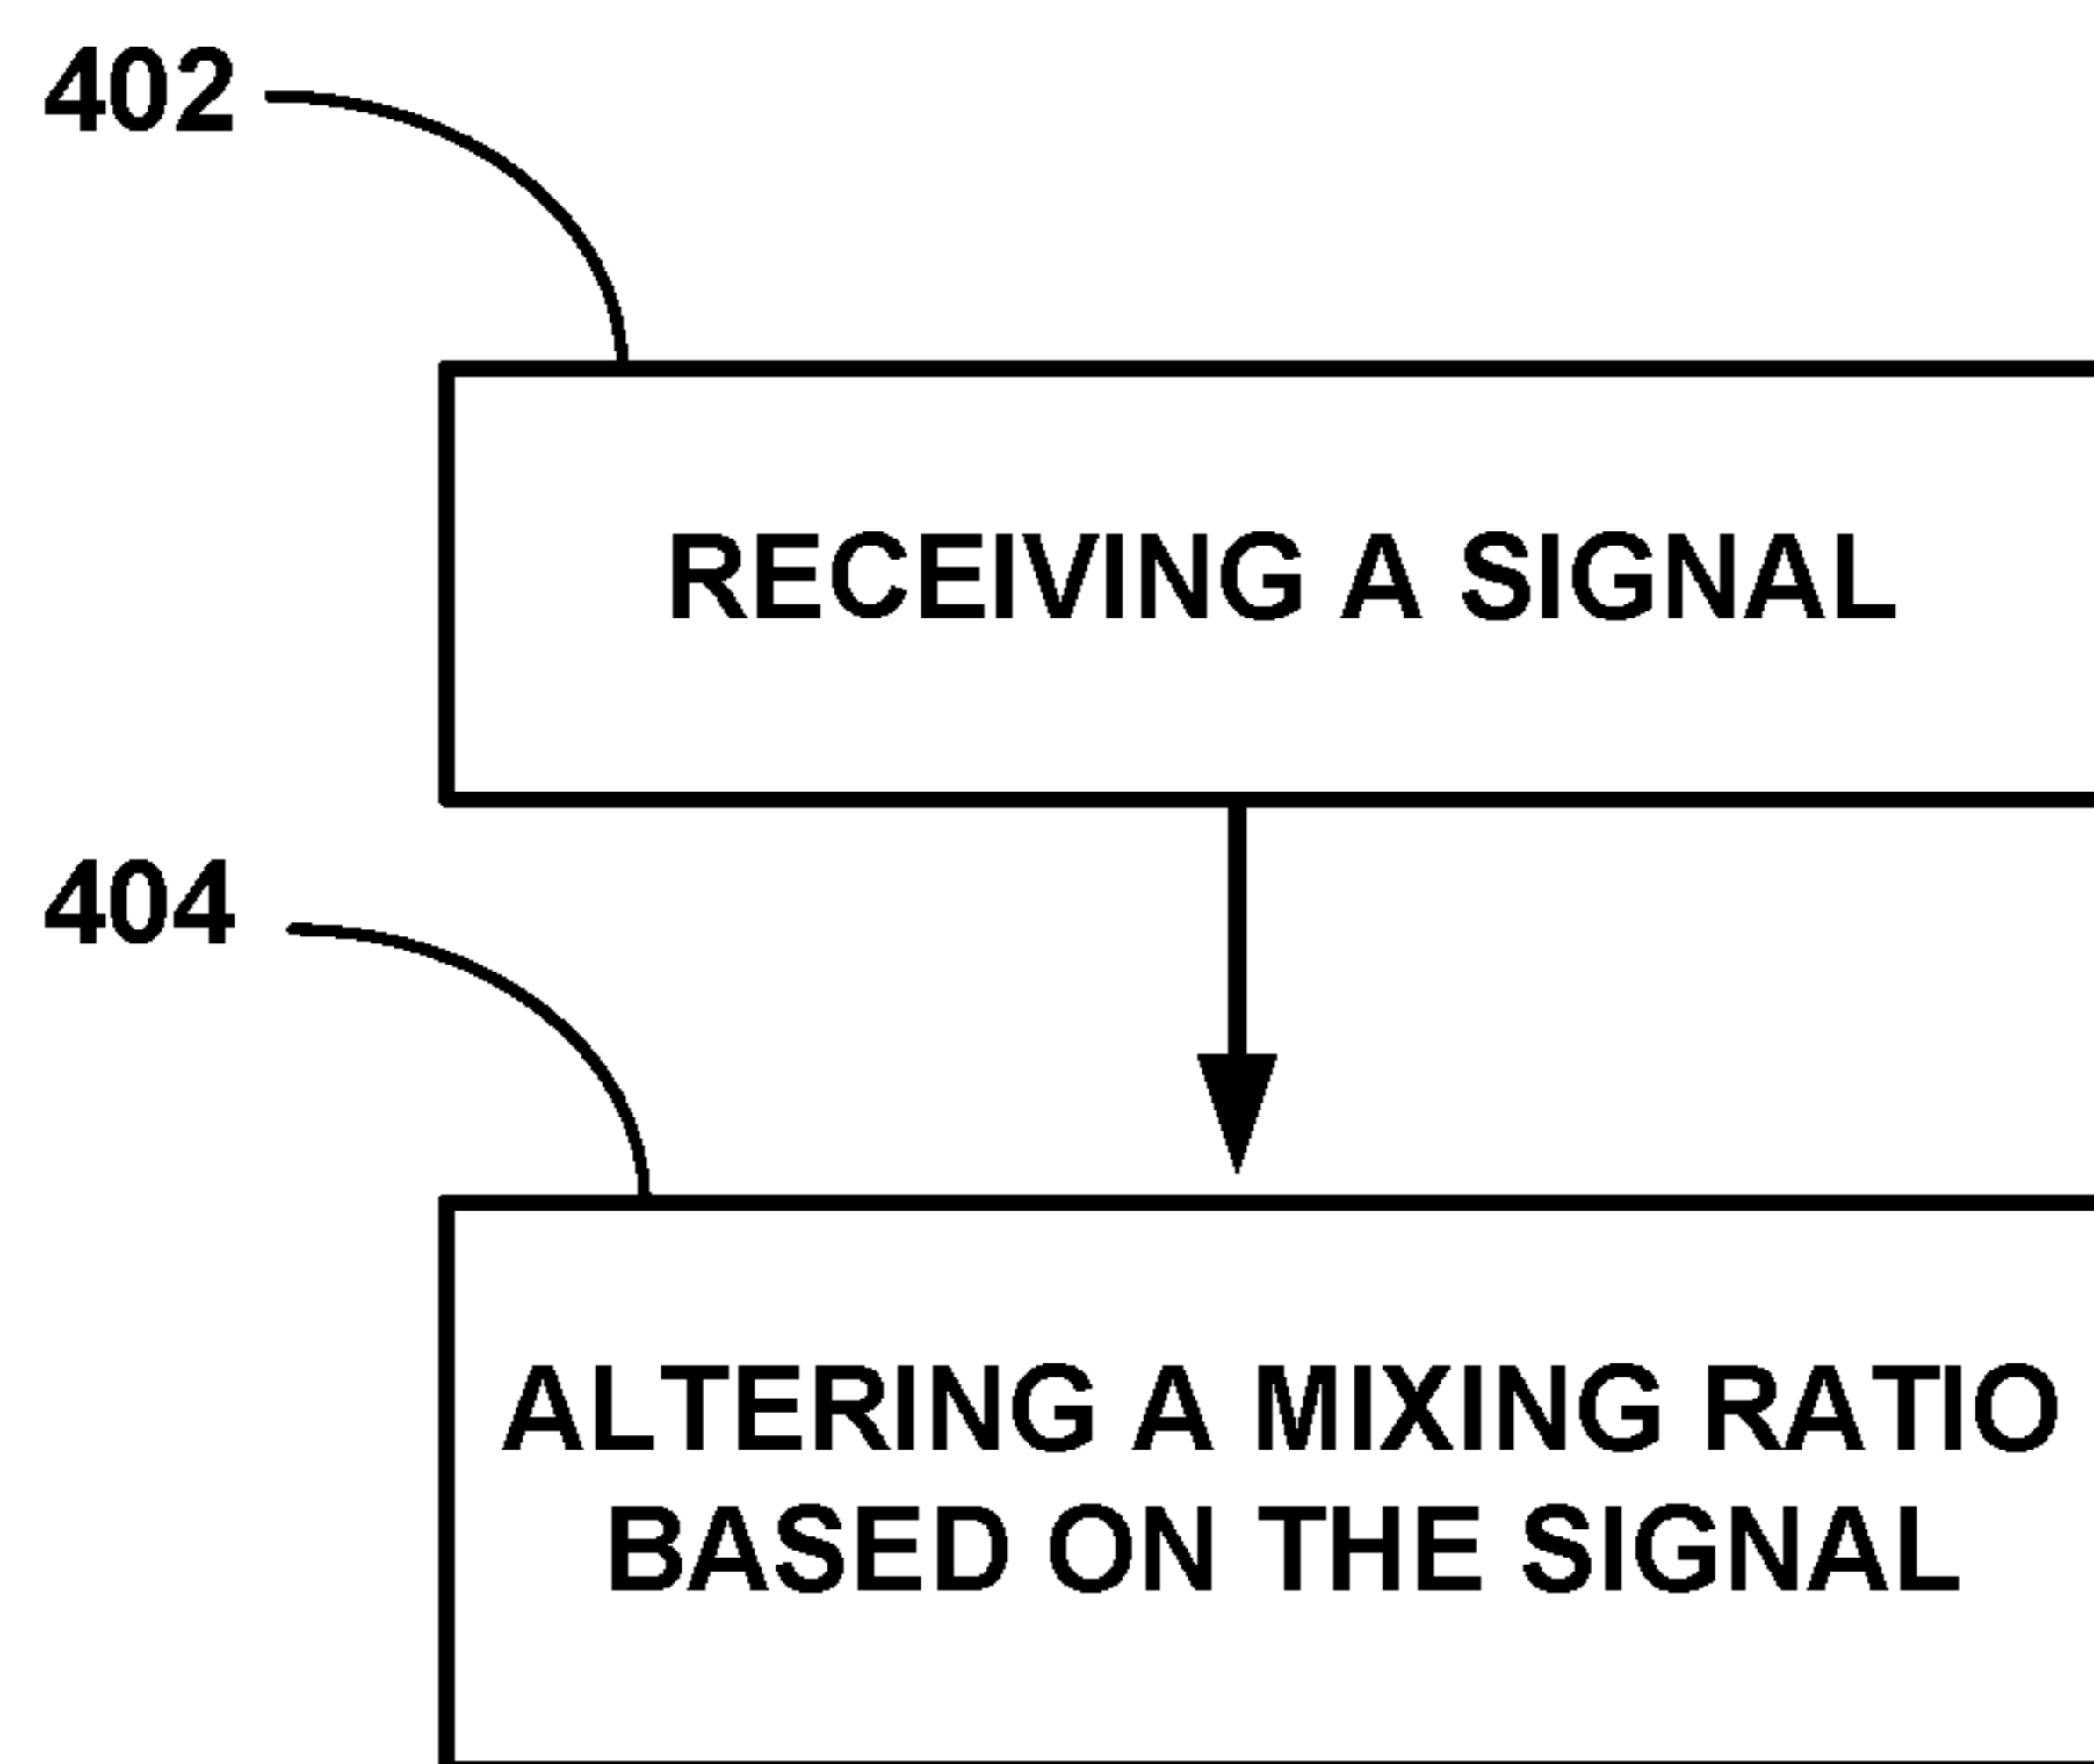 402
RECEIVING A SIGNAL
404
ALTERING A MIXING RATIO
BASED ON THE SIGNAL